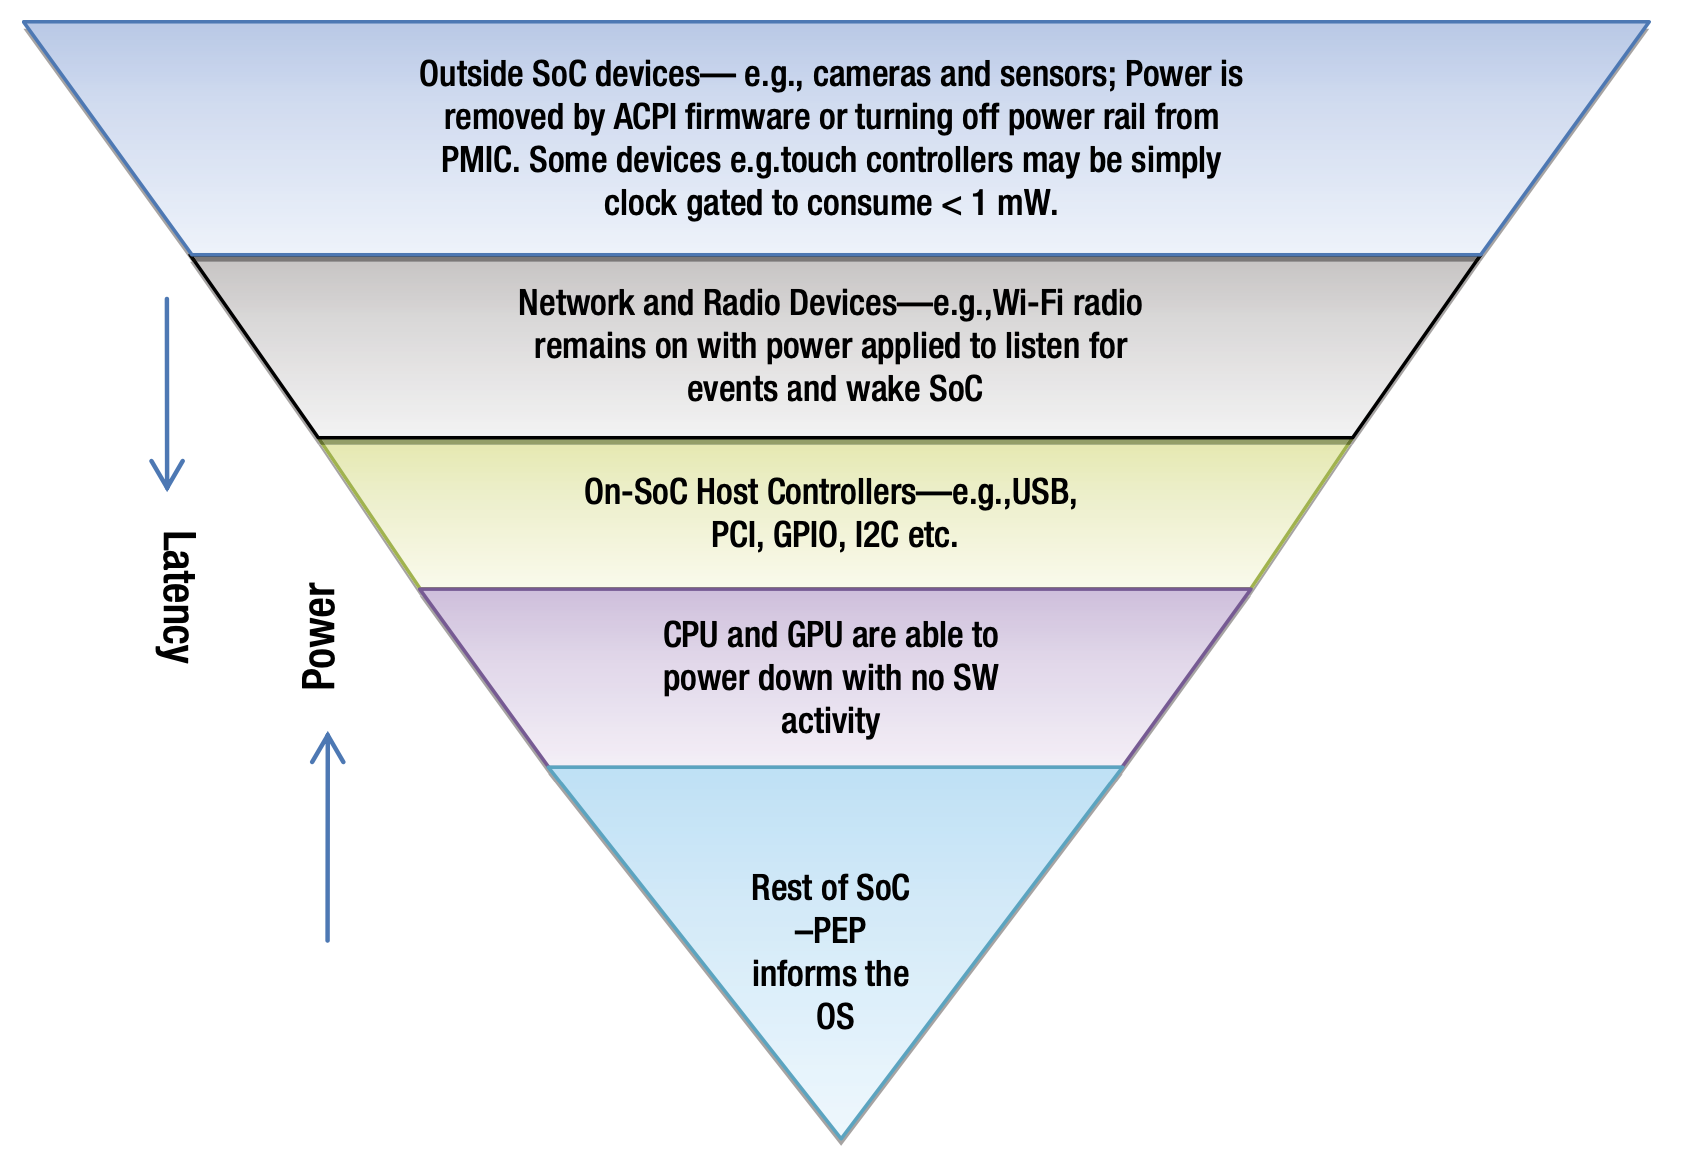 Outside SoC devices— e.g., cameras and sensors; Power is
removed by ACPI firmware or turning off power rail from
PMIC. Some devices e.g.touch controllers may be simply
clock gated to consume < 1 mW.
Network and Radio Devices—e.g.,Wi-Fi radio
remains on with power applied to listen for
events and wake SoC
On-SoC Host Controllers—e.g.,USB,
PCI, GPIO, I2C etc.
Latency
Power
CPU and GPU are able to
power down with no SW
activity
Rest of SoC
–PEP
informs the
OS